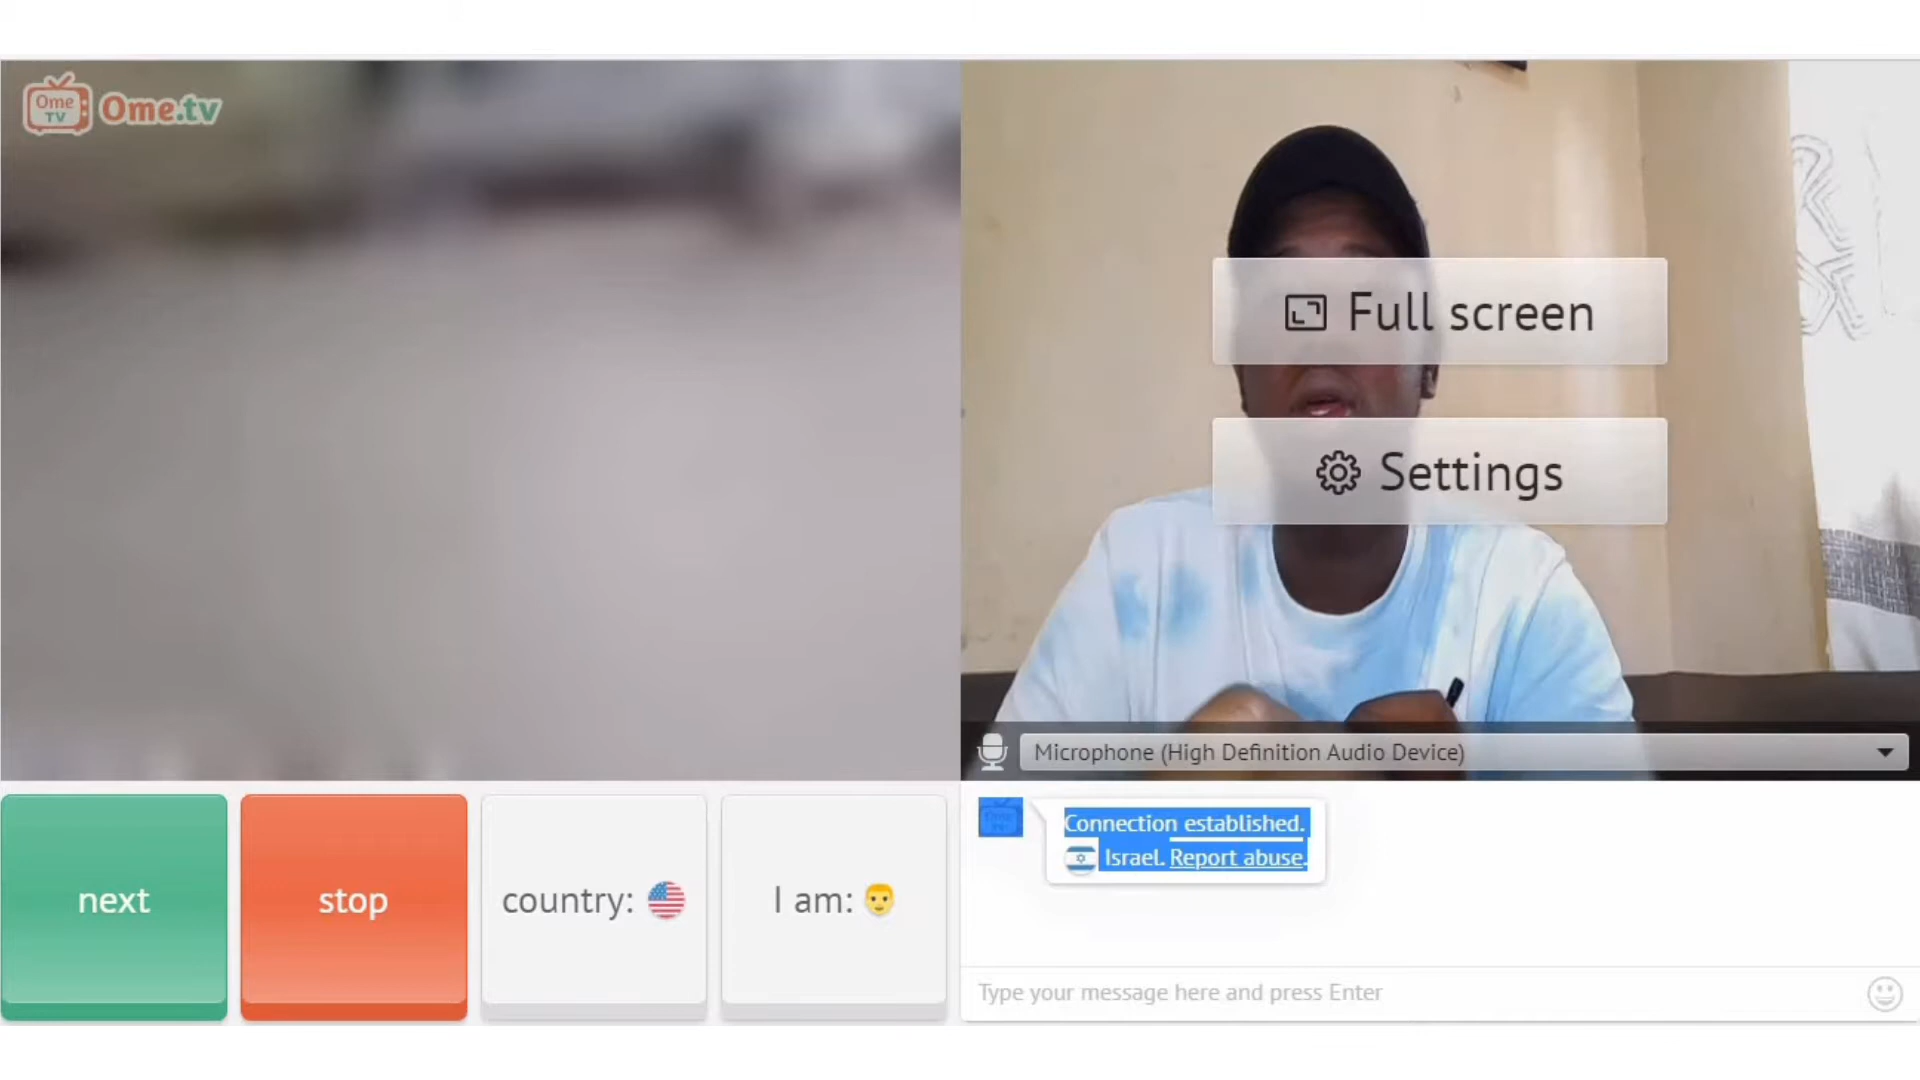 Ome
TV
Ome.tv
Full screen
Settings
Microphone (High Definition Audio Device)
next
stop
country:
I am:
Connection established.
Israel. Report abuse.
Type your message here and press Enter